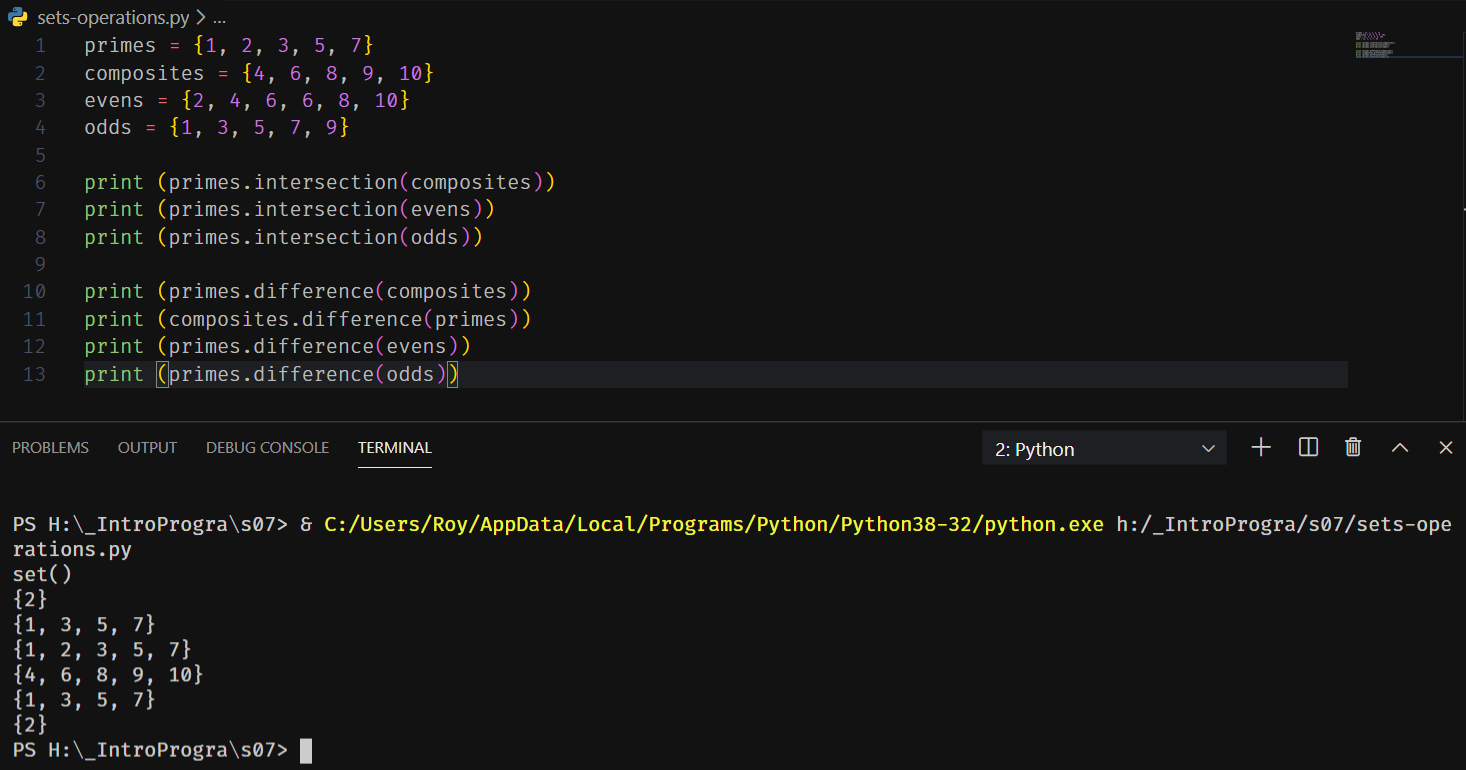 sets-operations.py > ...
1 primes = {1, 2, 3, 5, 7}
2 composites = {4, 6, 8, 9, 10}
3 evens = {2, 4, 6, 6, 8, 10}
4 odds = {1, 3, 5, 7, 9}
5
6 print (primes.intersection(composites))
7 print (primes.intersection(evens))
8 print (primes.intersection(odds))
9
10 print (primes.difference(composites))
11 print (composites.difference(primes))
12 print (primes.difference(evens))
13 print (primes.difference(odds))
PROBLEMS OUTPUT DEBUG CONSOLE TERMINAL 2: Python
PS H:\_IntroProgra\s07> & C:/Users/Roy/AppData/Local/Programs/Python/Python38-32/python.exe h:/_IntroProgra/s07/sets-ope
rations.py
set()
{2}
{1, 3, 5, 7}
{1, 2, 3, 5, 7}
{4, 6, 8, 9, 10}
{1, 3, 5, 7}
{2}
PS H:\_IntroProgra\s07>